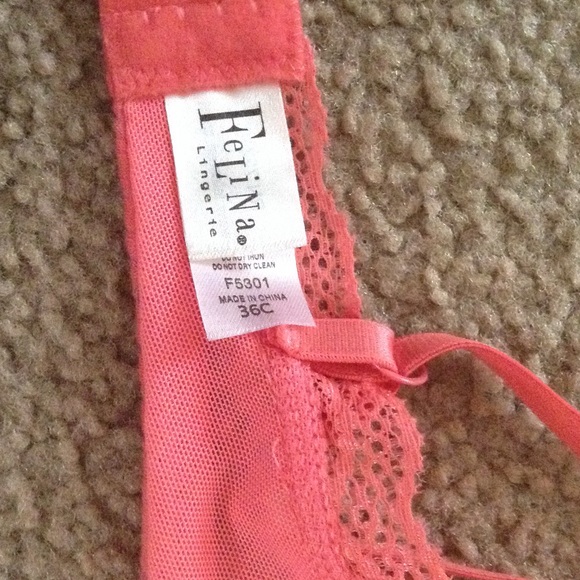 FeLiNa®
Lingerie
DO NOT IRON
DO NOT DRY CLEAN
F5301
MADE IN CHINA
36C